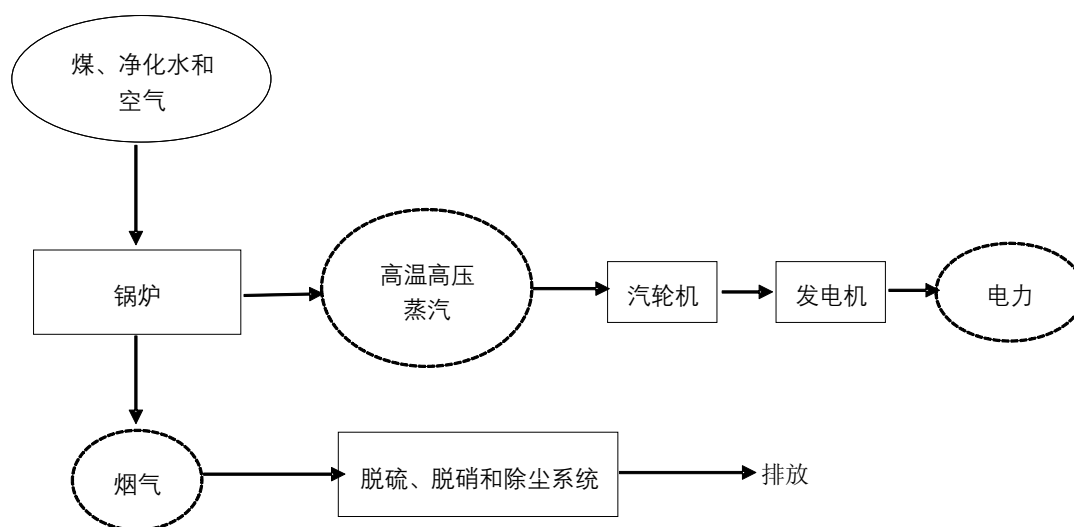 煤、净化水和
空气
锅炉
高温高压
蒸汽
汽轮机
发电机
电力
烟气
脱硫、脱硝和除尘系统
排放